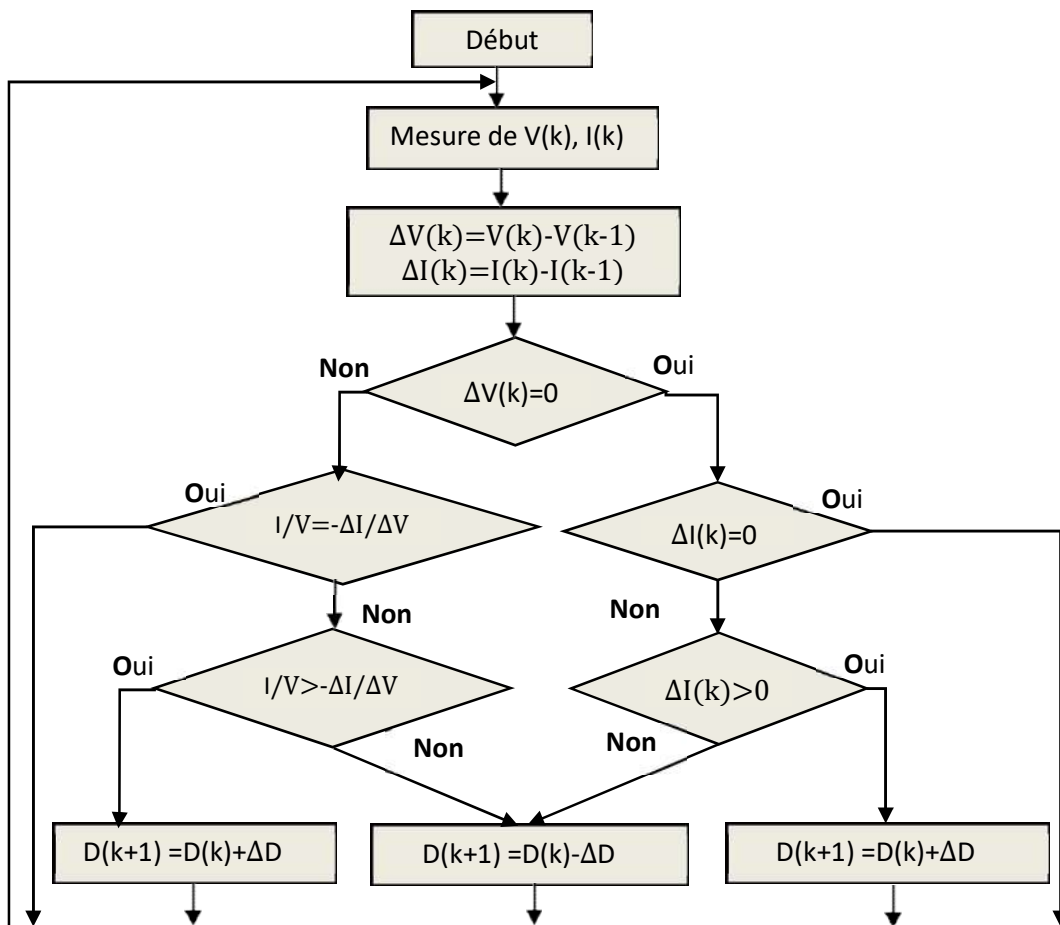 Début
Mesure de V(k), I(k)
ΔV(k)=V(k)-V(k-1)
ΔI(k)=I(k)-I(k-1)
Non
Oui
ΔV(k)=0
Oui
I/V=-ΔI/ΔV
Oui
ΔI(k)=0
Non
Non
Oui
I/V>-ΔI/ΔV
Oui
ΔI(k)>0
Non
Non
D(k+1) =D(k)+ΔD
D(k+1) =D(k)-ΔD
D(k+1) =D(k)+ΔD